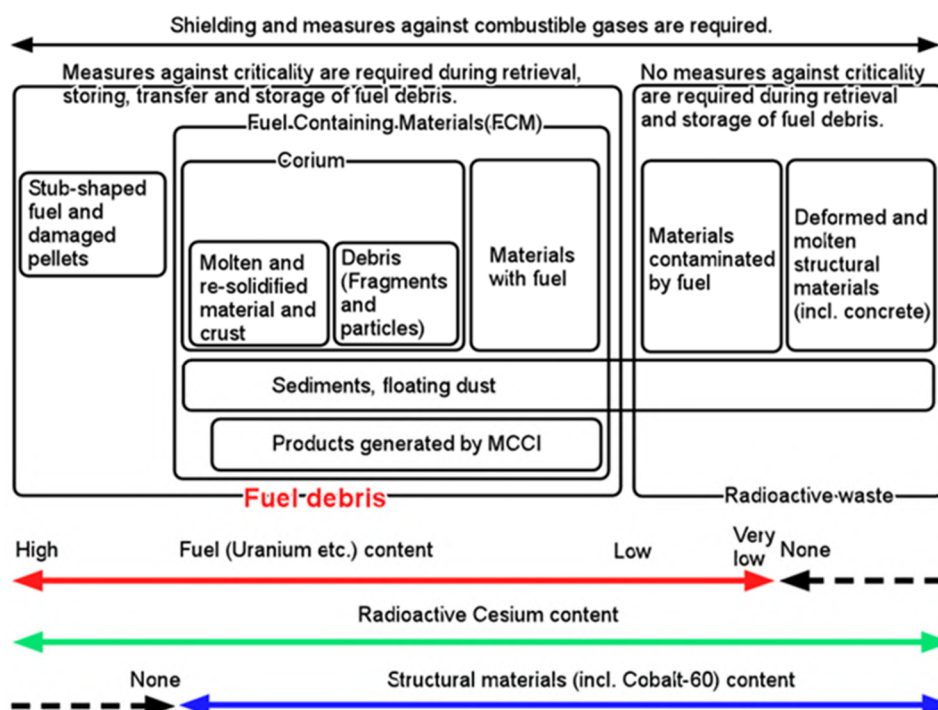 Shielding and measures against combustible gases are required.
Measures against criticality are required during retrieval,
storing, transfer and storage of fuel debris.
No measures against criticality
are required during retrieval
and storage of fuel debris.
Fuel-Containing-Materials(FCM)
Corium
Stub-shaped
fuel and
damaged
pellets
Molten and
re-solidified
material and
crust
Debris
(Fragments
and
particles)
Materials
with fuel
Materials
contaminated
by fuel
Deformed and
molten
structural
materials
(incl. concrete)
Sediments, floating dust
Products generated by MCCI
Fuel debris
Radioactive waste
High
Fuel (Uranium etc.) content
Low
Very
low
None
Radioactive Cesium content
None
Structural materials (incl. Cobalt-60) content